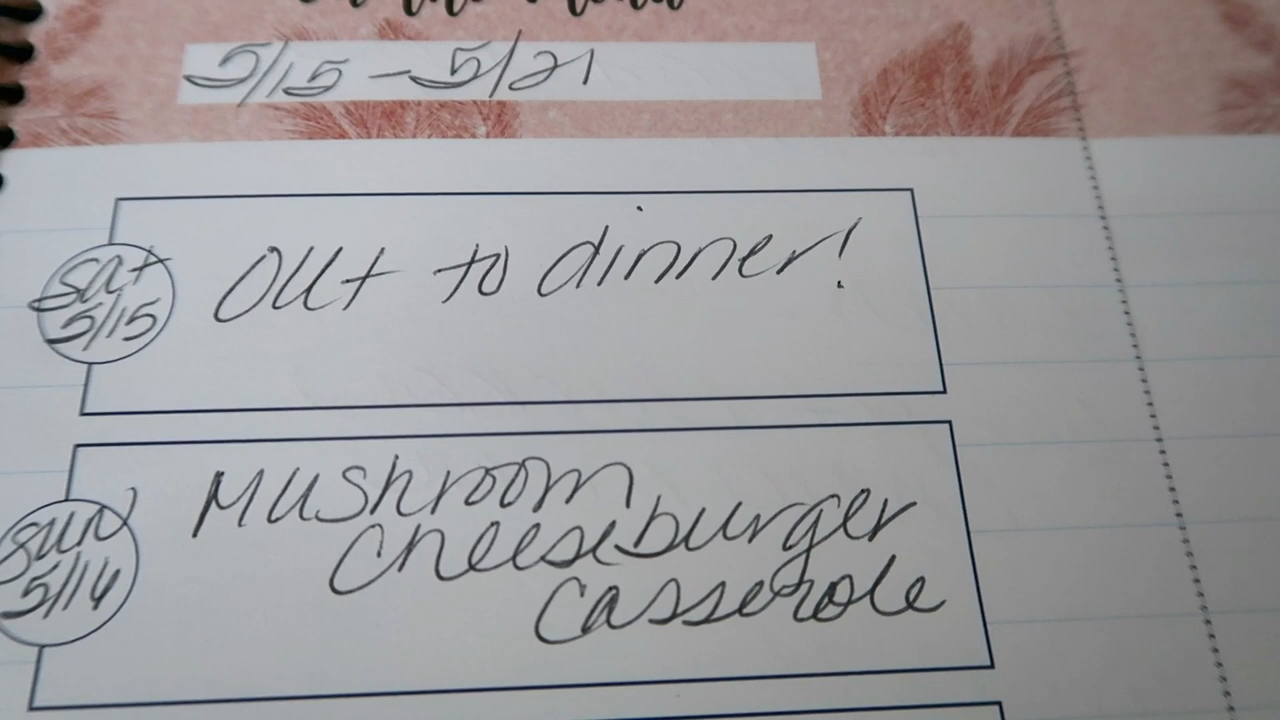 5/15 - 5/21
Out to dinner!
Sat
5/15
Mushroom
Cheeseburger
Casserole
Sun
5/16